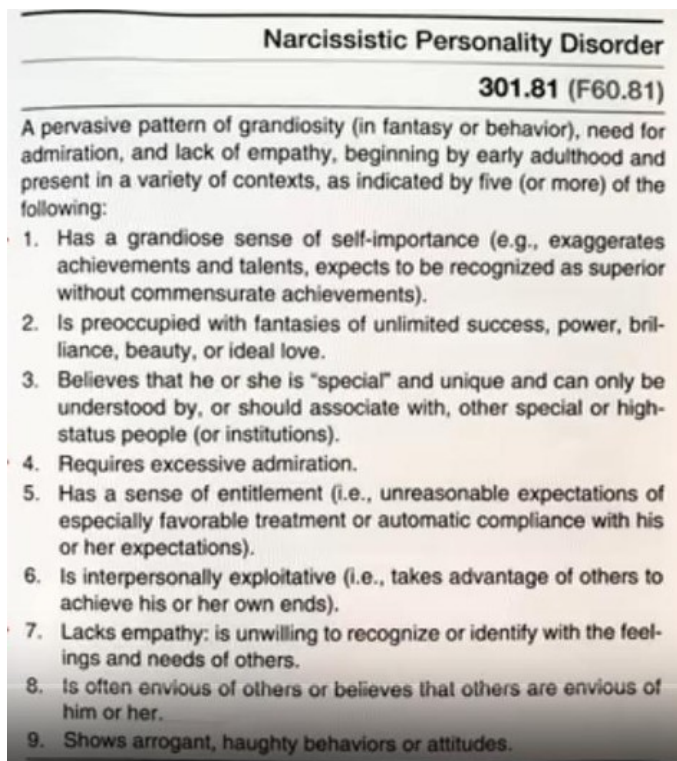 Narcissistic Personality Disorder
301.81 (F60.81)
A pervasive pattern of grandiosity (in fantasy or behavior), need for
admiration, and lack of empathy, beginning by early adulthood and
present in a variety of contexts, as indicated by five (or more) of the
following:
1. Has a grandiose sense of self-importance (e.g., exaggerates
achievements and talents, expects to be recognized as superior
without commensurate achievements).
2. Is preoccupied with fantasies of unlimited success, power, bril-
liance, beauty, or ideal love.
3. Believes that he or she is "special" and unique and can only be
understood by, or should associate with, other special or high-
status people (or institutions).
4. Requires excessive admiration.
5. Has a sense of entitlement (i.e., unreasonable expectations of
especially favorable treatment or automatic compliance with his
or her expectations).
6. Is interpersonally exploitative (i.e., takes advantage of others to
achieve his or her own ends).
7. Lacks empathy: is unwilling to recognize or identify with the feel-
ings and needs of others.
8. Is often envious of others or believes that others are envious of
him or her.
9. Shows arrogant, haughty behaviors or attitudes.